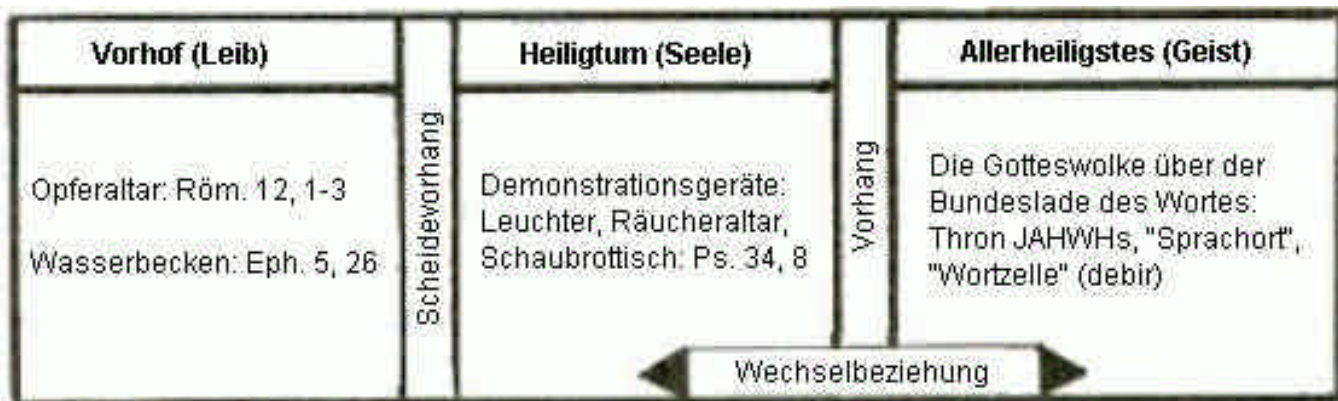 Vorhof (Leib)
Opferaltar: Röm. 12, 1-3
Wasserbecken: Eph. 5, 26
Scheidevorhang
Heiligtum (Seele)
Demonstrationsgeräte:
Leuchter, Räucheraltar,
Schaubrottisch: Ps. 34, 8
Vorhang
Allerheiligstes (Geist)
Die Gotteswolke über der
Bundeslade des Wortes:
Thron JAHWHs, "Sprachort",
"Wortzelle" (debir)
Wechselbeziehung